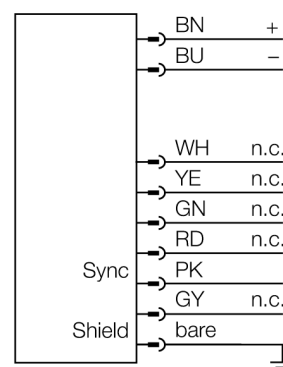 BN +
BU –
WH n.c.
YE n.c.
GN n.c.
RD n.c.
Sync PK
GY n.c.
Shield bare